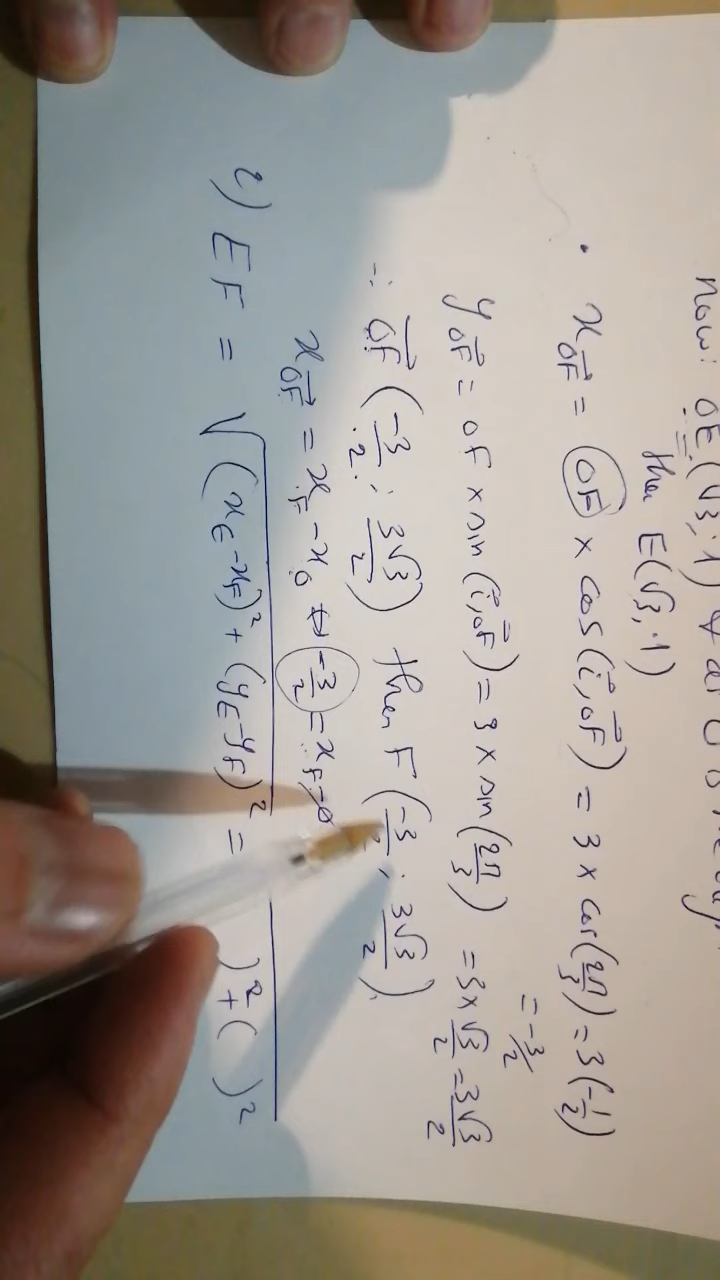 now: OE(√3; 1)
then E(√3; 1)
• x_OF⃗ = OF × cos(i⃗, OF⃗) = 3 × cos(2π/3) = 3(-1/2)
= -3/2
y_OF⃗ = OF × sin(i⃗, OF⃗) = 3 × sin(2π/3) = 3 × √3/2 = 3√3/2
∴ OF⃗ (-3/2; 3√3/2) then F (-3/2; 3√3/2).
x_OF⃗ = x_F - x_O ⇔ -3/2 = x_F - 0
2) EF = √((x_E - x_F)² + (y_E - y_F)² = ( )² + ( )²